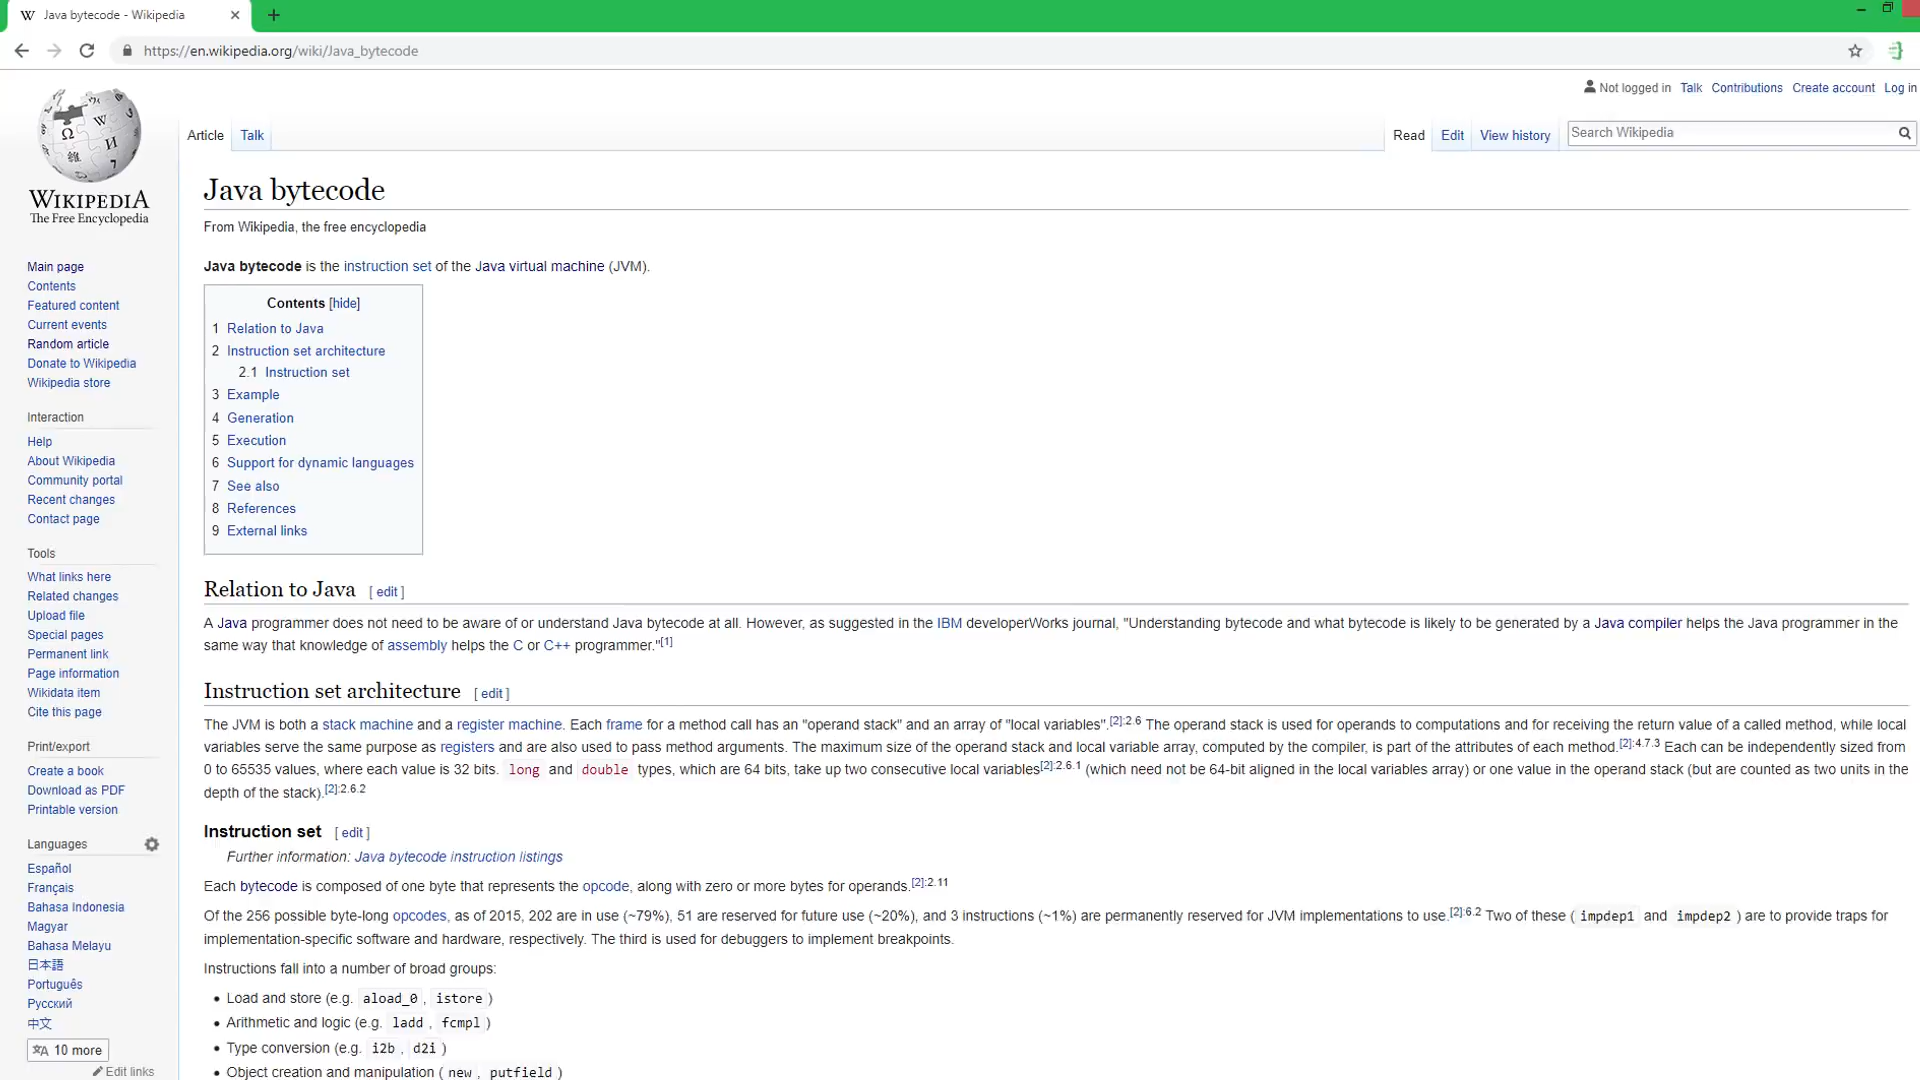 Java bytecode - Wikipedia
https://en.wikipedia.org/wiki/Java_bytecode
Not logged in Talk Contributions Create account Log in
Article Talk Read Edit View history Search Wikipedia
WIKIPEDIA
The Free Encyclopedia
Main page
Contents
Featured content
Current events
Random article
Donate to Wikipedia
Wikipedia store
Interaction
Help
About Wikipedia
Community portal
Recent changes
Contact page
Tools
What links here
Related changes
Upload file
Special pages
Permanent link
Page information
Wikidata item
Cite this page
Print/export
Create a book
Download as PDF
Printable version
Languages
Español
Français
Bahasa Indonesia
Magyar
Bahasa Melayu
日本語
Português
Русский
中文
10 more
Edit links
Java bytecode
From Wikipedia, the free encyclopedia
Java bytecode is the instruction set of the Java virtual machine (JVM).
Contents [hide]
1 Relation to Java
2 Instruction set architecture
2.1 Instruction set
3 Example
4 Generation
5 Execution
6 Support for dynamic languages
7 See also
8 References
9 External links
Relation to Java [ edit ]
A Java programmer does not need to be aware of or understand Java bytecode at all. However, as suggested in the IBM developerWorks journal, "Understanding bytecode and what bytecode is likely to be generated by a Java compiler helps the Java programmer in the
same way that knowledge of assembly helps the C or C++ programmer."[1]
Instruction set architecture [ edit ]
The JVM is both a stack machine and a register machine. Each frame for a method call has an "operand stack" and an array of "local variables".[2]:2.6 The operand stack is used for operands to computations and for receiving the return value of a called method, while local
variables serve the same purpose as registers and are also used to pass method arguments. The maximum size of the operand stack and local variable array, computed by the compiler, is part of the attributes of each method.[2]:4.7.3 Each can be independently sized from
0 to 65535 values, where each value is 32 bits. long and double types, which are 64 bits, take up two consecutive local variables[2]:2.6.1 (which need not be 64-bit aligned in the local variables array) or one value in the operand stack (but are counted as two units in the
depth of the stack).[2]:2.6.2
Instruction set [ edit ]
Further information: Java bytecode instruction listings
Each bytecode is composed of one byte that represents the opcode, along with zero or more bytes for operands.[2]:2.11
Of the 256 possible byte-long opcodes, as of 2015, 202 are in use (~79%), 51 are reserved for future use (~20%), and 3 instructions (~1%) are permanently reserved for JVM implementations to use.[2]:6.2 Two of these ( impdep1 and impdep2 ) are to provide traps for
implementation-specific software and hardware, respectively. The third is used for debuggers to implement breakpoints.
Instructions fall into a number of broad groups:
• Load and store (e.g. aload_0 , istore )
• Arithmetic and logic (e.g. ladd , fcmpl )
• Type conversion (e.g. i2b , d2i )
• Object creation and manipulation ( new , putfield )